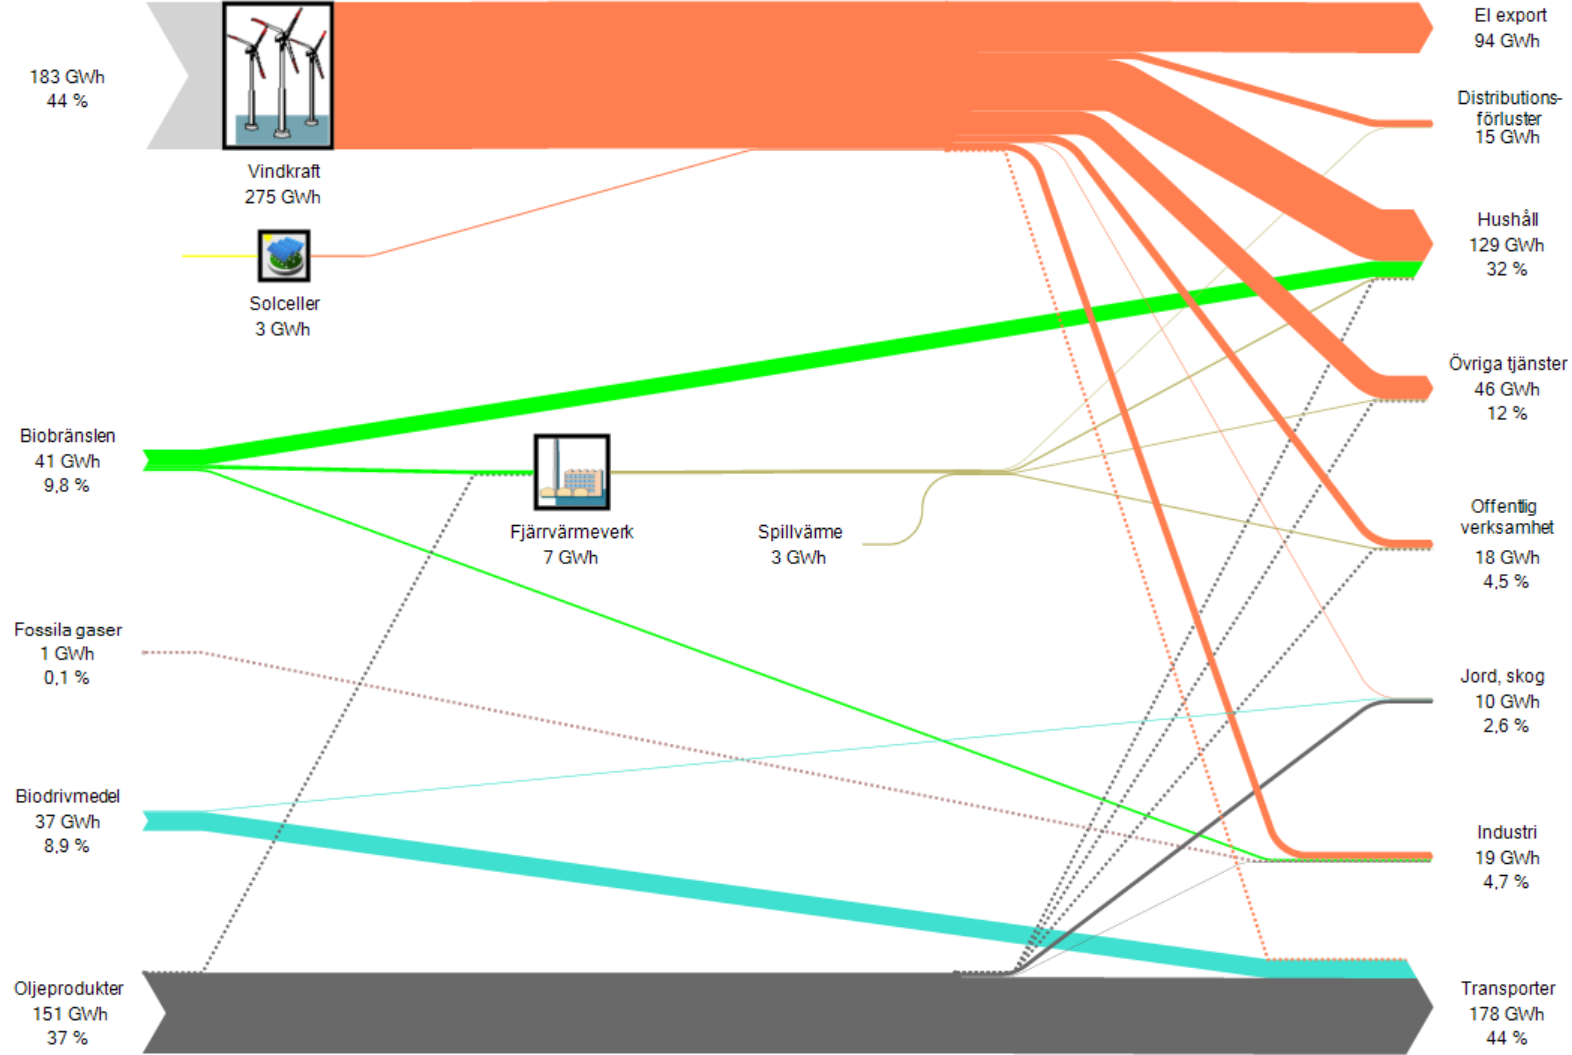 183 GWh
44 %
Vindkraft
275 GWh
Solceller
3 GWh
Biobränslen
41 GWh
9,8 %
Fjärrvärmeverk
7 GWh
Spillvärme
3 GWh
Fossila gaser
1 GWh
0,1 %
Biodrivmedel
37 GWh
8,9 %
Oljeprodukter
151 GWh
37 %
El export
94 GWh
Distributions-
förluster
15 GWh
Hushåll
129 GWh
32 %
Övriga tjänster
46 GWh
12 %
Offentlig
verksamhet
18 GWh
4,5 %
Jord, skog
10 GWh
2,6 %
Industri
19 GWh
4,7 %
Transporter
178 GWh
44 %